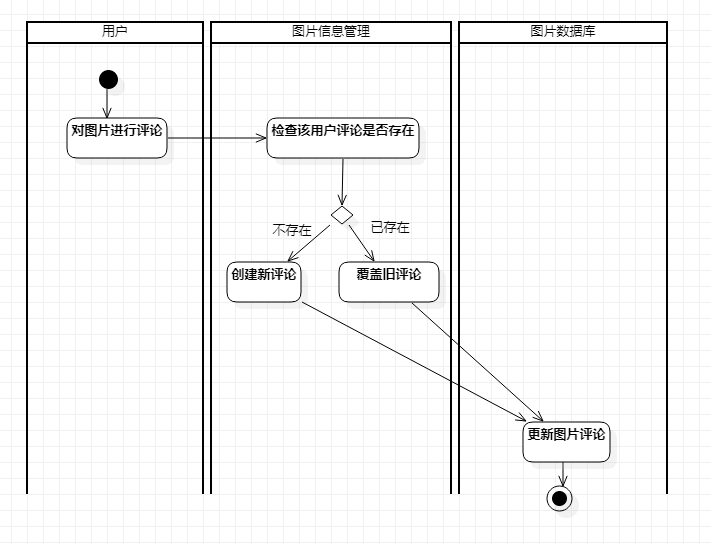 用户
图片信息管理
图片数据库
对图片进行评论
检查该用户评论是否存在
不存在
已存在
创建新评论
覆盖旧评论
更新图片评论